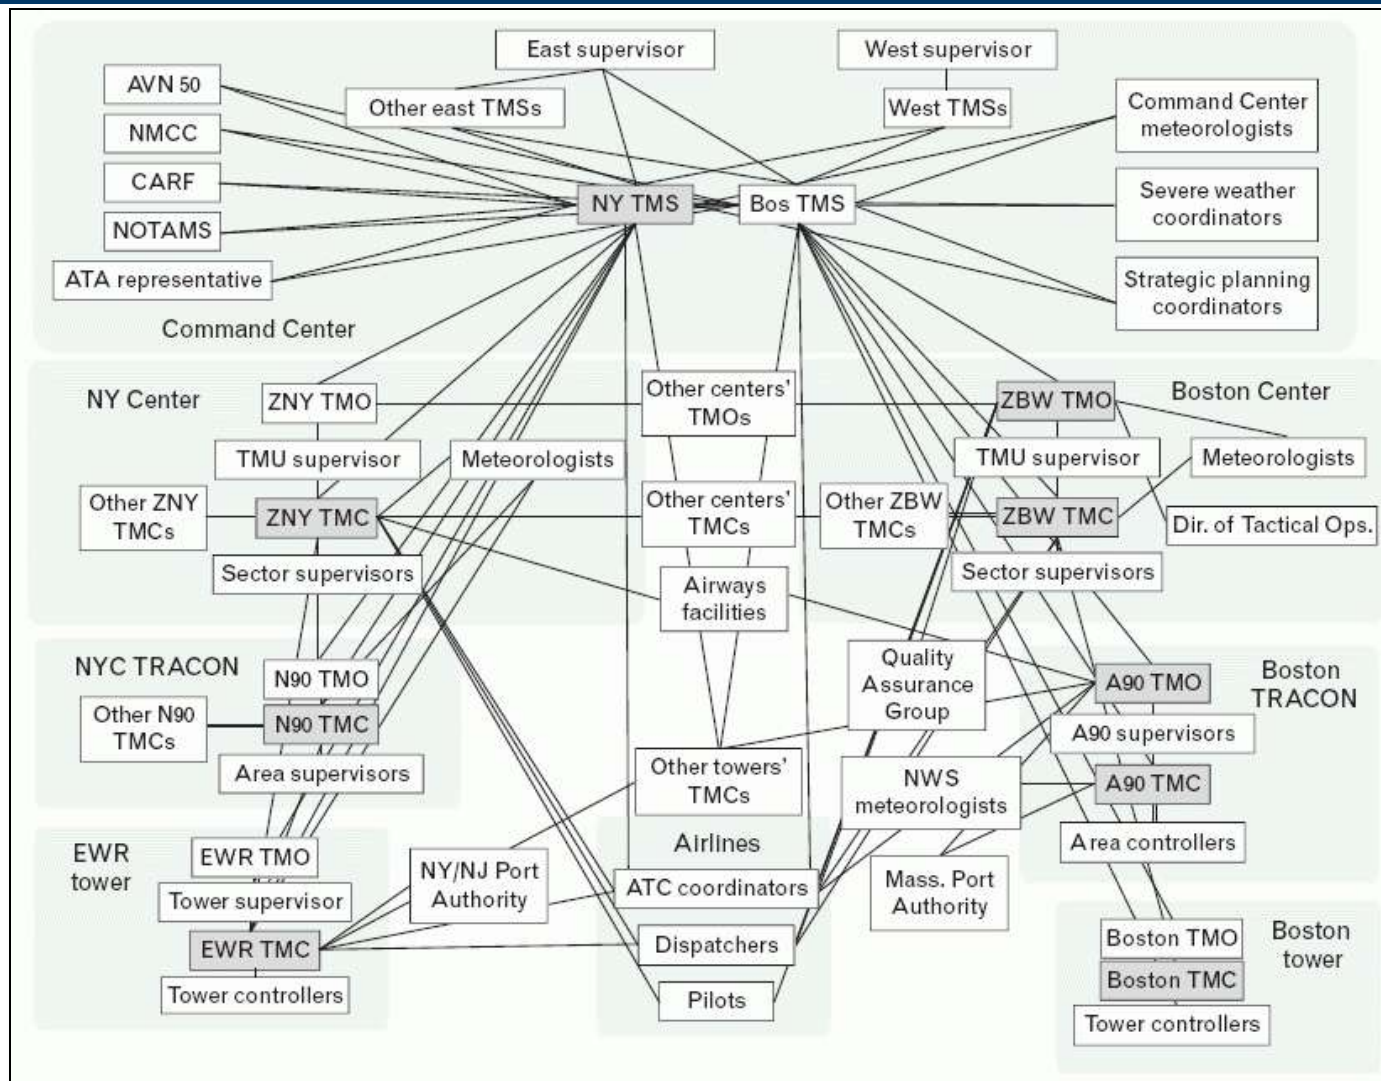 East supervisor
West supervisor
AVN 50
Other east TMSs
West TMSs
Command Center
meteorologists
NMCC
CARF
NY TMS
Bos TMS
Severe weather
coordinators
NOTAMS
ATA representative
Strategic planning
coordinators
Command Center
NY Center
ZNY TMO
Other centers'
TMOs
ZBW TMO
Boston Center
TMU supervisor
Meteorologists
TMU supervisor
Meteorologists
Other ZNY
TMCs
ZNY TMC
Other centers'
TMCs
Other ZBW
TMCs
ZBW TMC
Dir. of Tactical Ops.
Sector supervisors
Airways
facilities
Sector supervisors
NYC TRACON
N90 TMO
Quality
Assurance
Group
A90 TMO
Boston
TRACON
Other N90
TMCs
N90 TMC
A90 supervisors
Area supervisors
Other towers'
TMCs
NWS
meteorologists
A90 TMC
EWR
tower
EWR TMO
Airlines
Area controllers
NY/NJ Port
Authority
ATC coordinators
Mass. Port
Authority
Tower supervisor
EWR TMC
Dispatchers
Boston TMO
Boston
tower
Boston TMC
Tower controllers
Pilots
Tower controllers